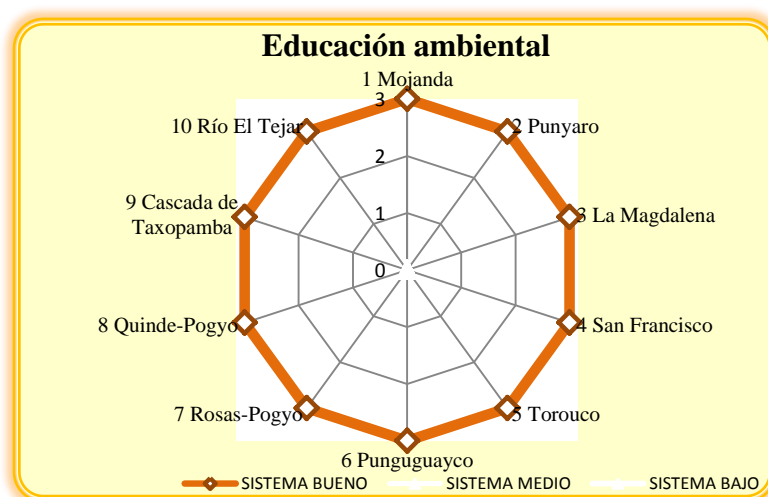 Educación ambiental
1 Mojanda
3
10 Río El Tejar
2 Punyaro
2
9 Cascada de
Taxopamba
1
3 La Magdalena
0
8 Quinde-Pogyo
4 San Francisco
7 Rosas-Pogyo
5 Torouco
6 Punguguayco
SISTEMA BUENO
SISTEMA MEDIO
SISTEMA BAJO